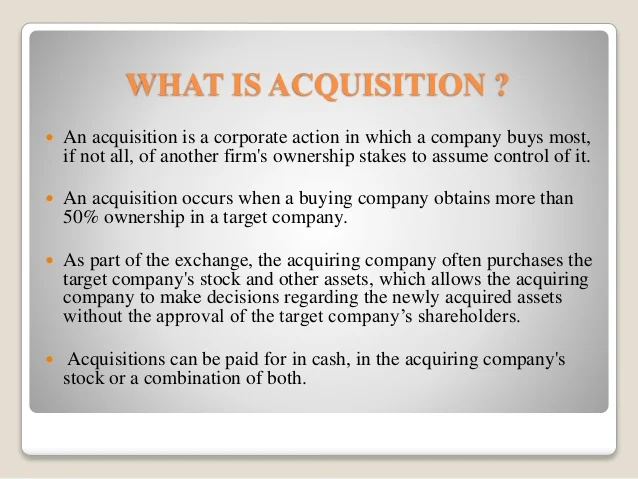 WHAT IS ACQUISITION ?
• An acquisition is a corporate action in which a company buys most,
if not all, of another firm's ownership stakes to assume control of it.
• An acquisition occurs when a buying company obtains more than
50% ownership in a target company.
• As part of the exchange, the acquiring company often purchases the
target company's stock and other assets, which allows the acquiring
company to make decisions regarding the newly acquired assets
without the approval of the target company’s shareholders.
• Acquisitions can be paid for in cash, in the acquiring company's
stock or a combination of both.